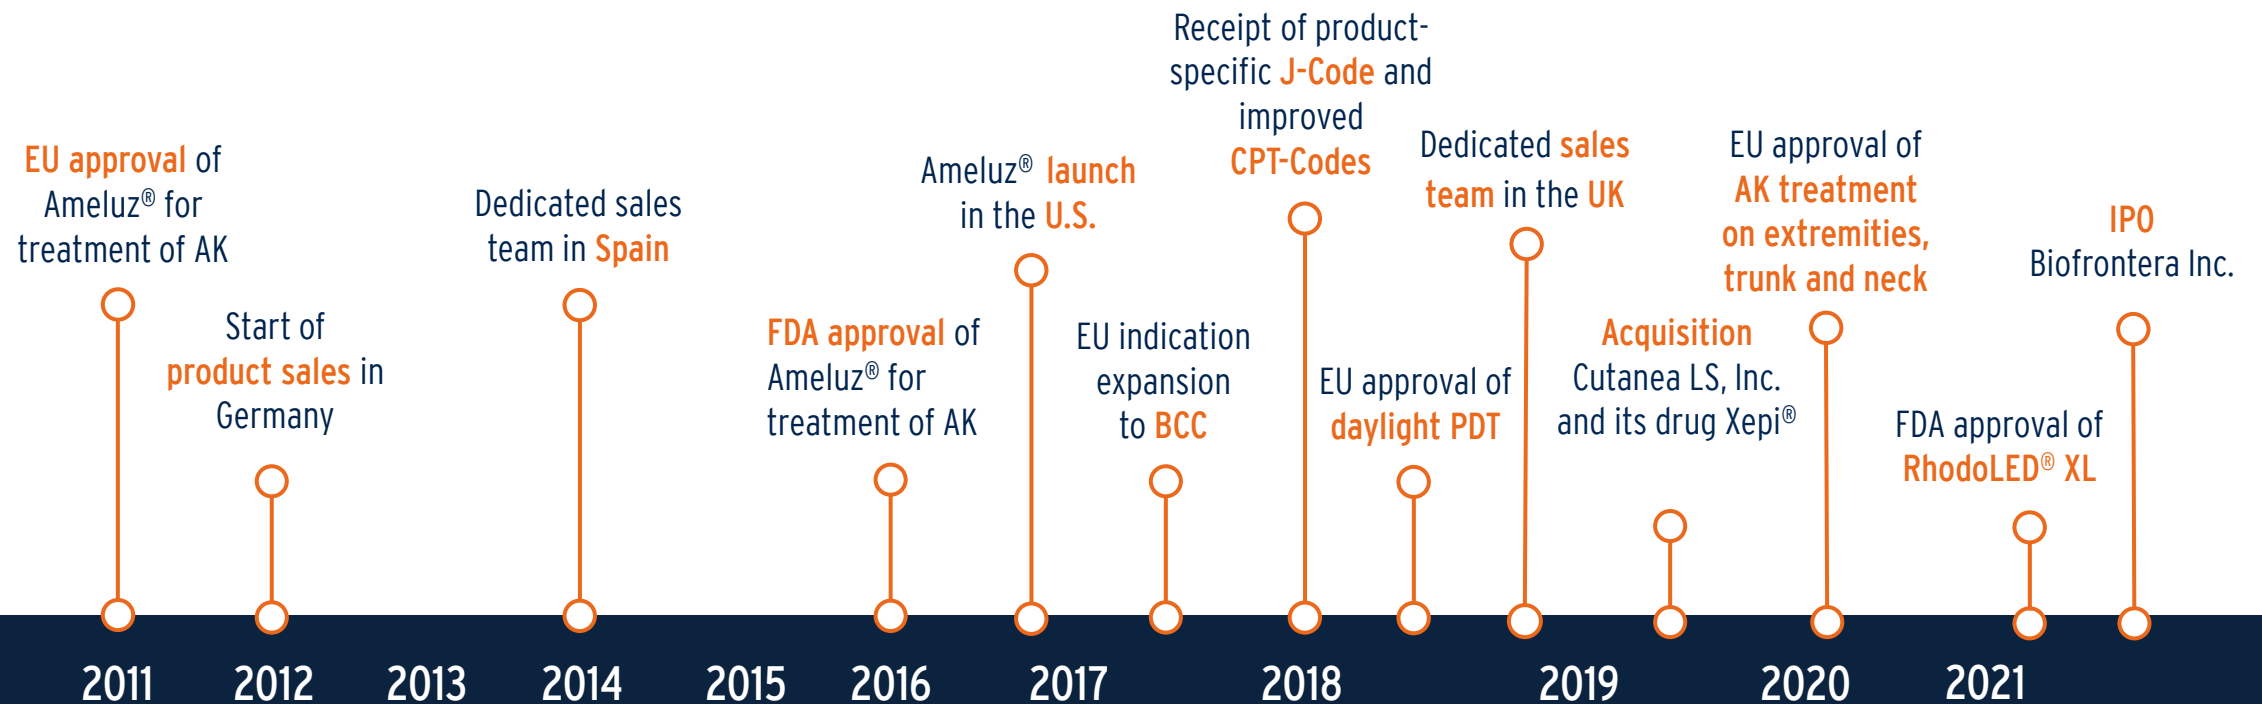 EU approval of
Ameluz® for
treatment of AK
Start of
product sales in
Germany
Dedicated sales
team in Spain
FDA approval of
Ameluz® for
treatment of AK
Ameluz® launch
in the U.S.
EU indication
expansion
to BCC
Receipt of product-
specific J-Code and
improved
CPT-Codes
EU approval of
daylight PDT
Dedicated sales
team in the UK
Acquisition
Cutanea LS, Inc.
and its drug Xepi®
EU approval of
AK treatment
on extremities,
trunk and neck
FDA approval of
RhodoLED® XL
IPO
Biofrontera Inc.
2011 2012 2013 2014 2015 2016 2017 2018 2019 2020 2021